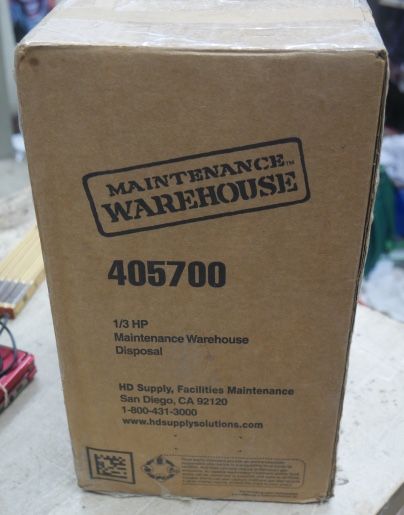 MAINTENANCE™
WAREHOUSE
405700
1/3 HP
Maintenance Warehouse
Disposal
HD Supply, Facilities Maintenance
San Diego, CA 92120
1-800-431-3000
www.hdsupplysolutions.com